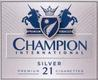 CHAMPION
INTERNATIONAL
SILVER
PREMIUM 21 CIGARETTES